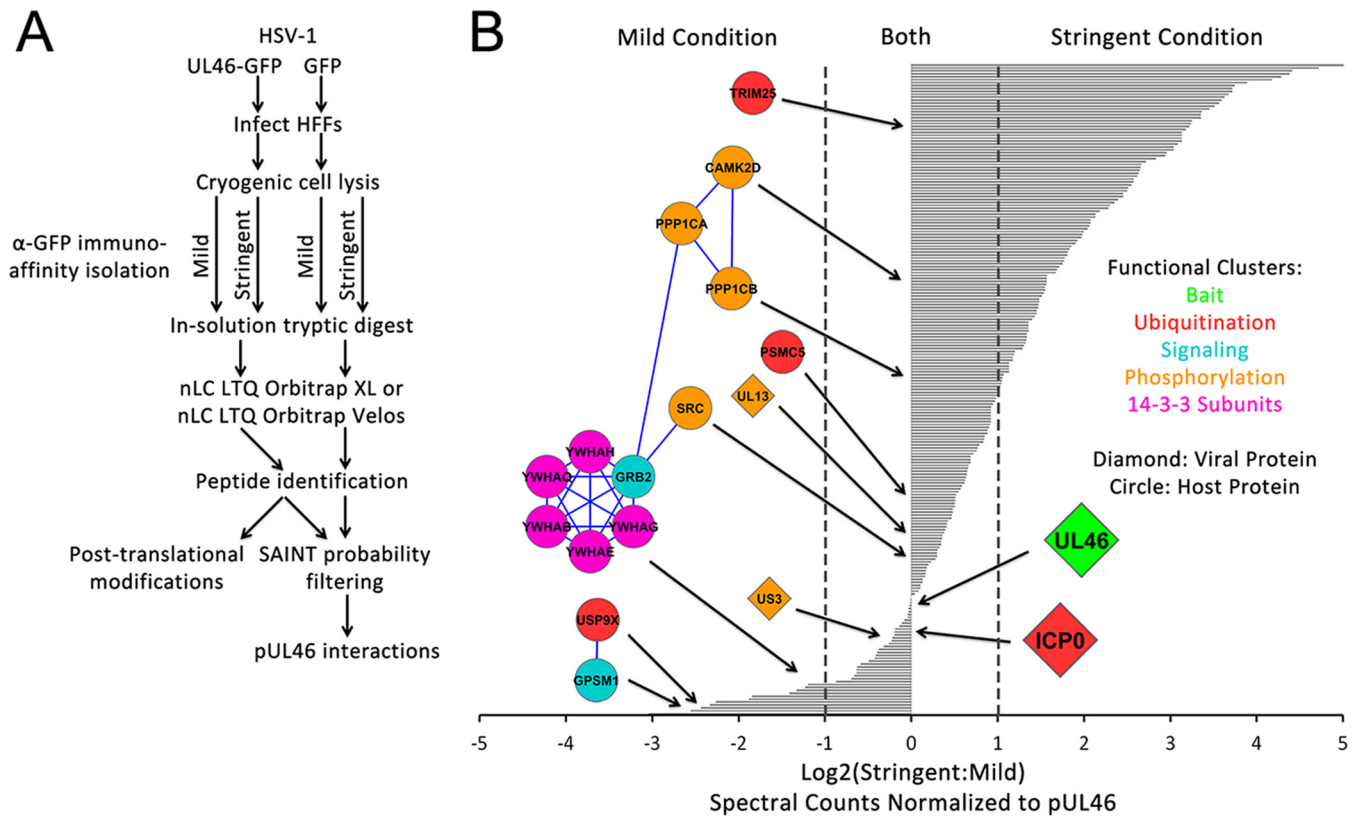 A
HSV-1
UL46-GFP GFP
Infect HFFs
Cryogenic cell lysis
α-GFP immuno-
affinity isolation
Mild
Stringent
Mild
Stringent
In-solution tryptic digest
nLC LTQ Orbitrap XL or
nLC LTQ Orbitrap Velos
Peptide identification
Post-translational
modifications
SAINT probability
filtering
pUL46 interactions
B
Mild Condition Both Stringent Condition
TRIM25
CAMK2D
PPP1CA
PPP1CB
PSMC5
UL13
SRC
YWHAH
YWHAQ
GRB2
YWHAB
YWHAG
YWHAE
US3
USP9X
GPSM1
Functional Clusters:
Bait
Ubiquitination
Signaling
Phosphorylation
14-3-3 Subunits
Diamond: Viral Protein
Circle: Host Protein
UL46
ICP0
-5 -4 -3 -2 -1 0 1 2 3 4 5
Log2(Stringent:Mild)
Spectral Counts Normalized to pUL46